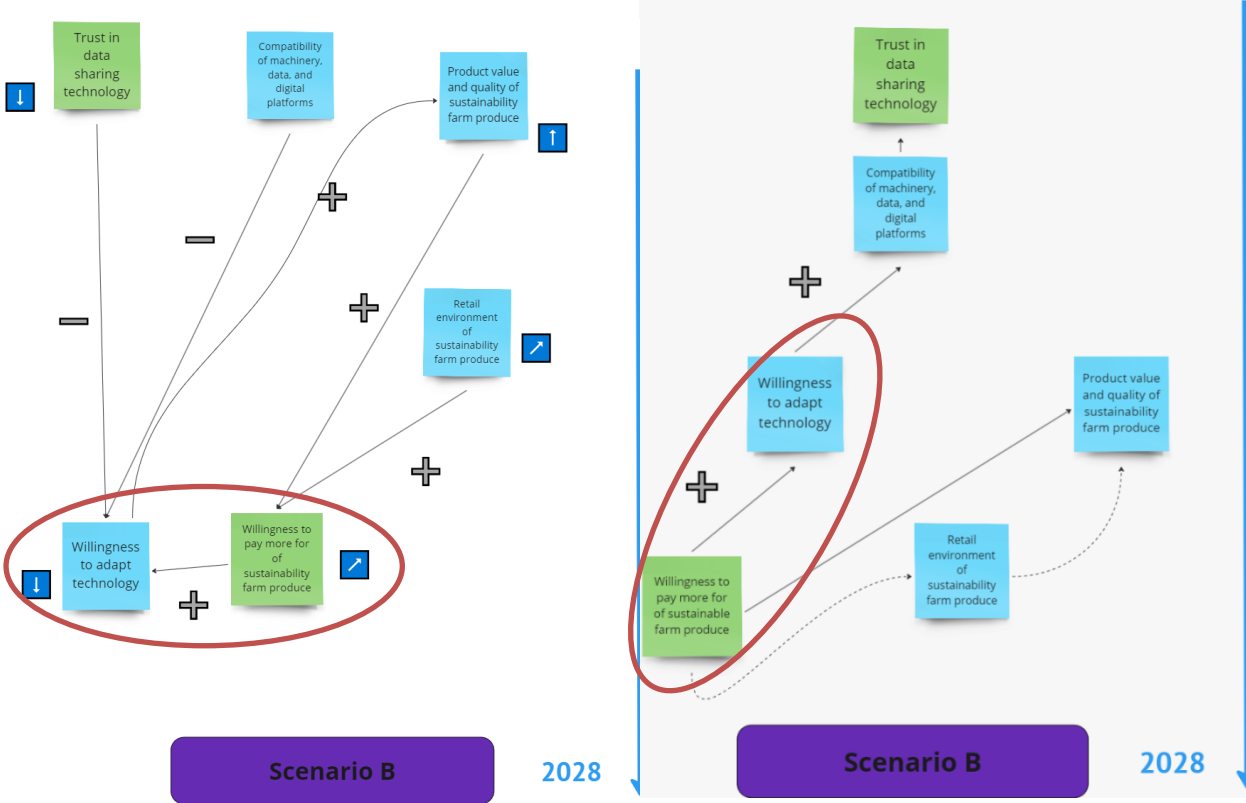 Trust in
data
sharing
technology
Compatibility
of machinery,
data, and
digital
platforms
Product value
and quality of
sustainability
farm produce
Retail
environment
of
sustainability
farm produce
Willingness
to adapt
technology
Willingness to
pay more for
of
sustainability
farm produce
Scenario B
2028
Trust in
data
sharing
technology
Compatibility
of machinery,
data, and
digital
platforms
Willingness
to adapt
technology
Product value
and quality of
sustainability
farm produce
Retail
environment
of
sustainability
farm produce
Willingness to
pay more for
of sustainable
farm produce
Scenario B
2028